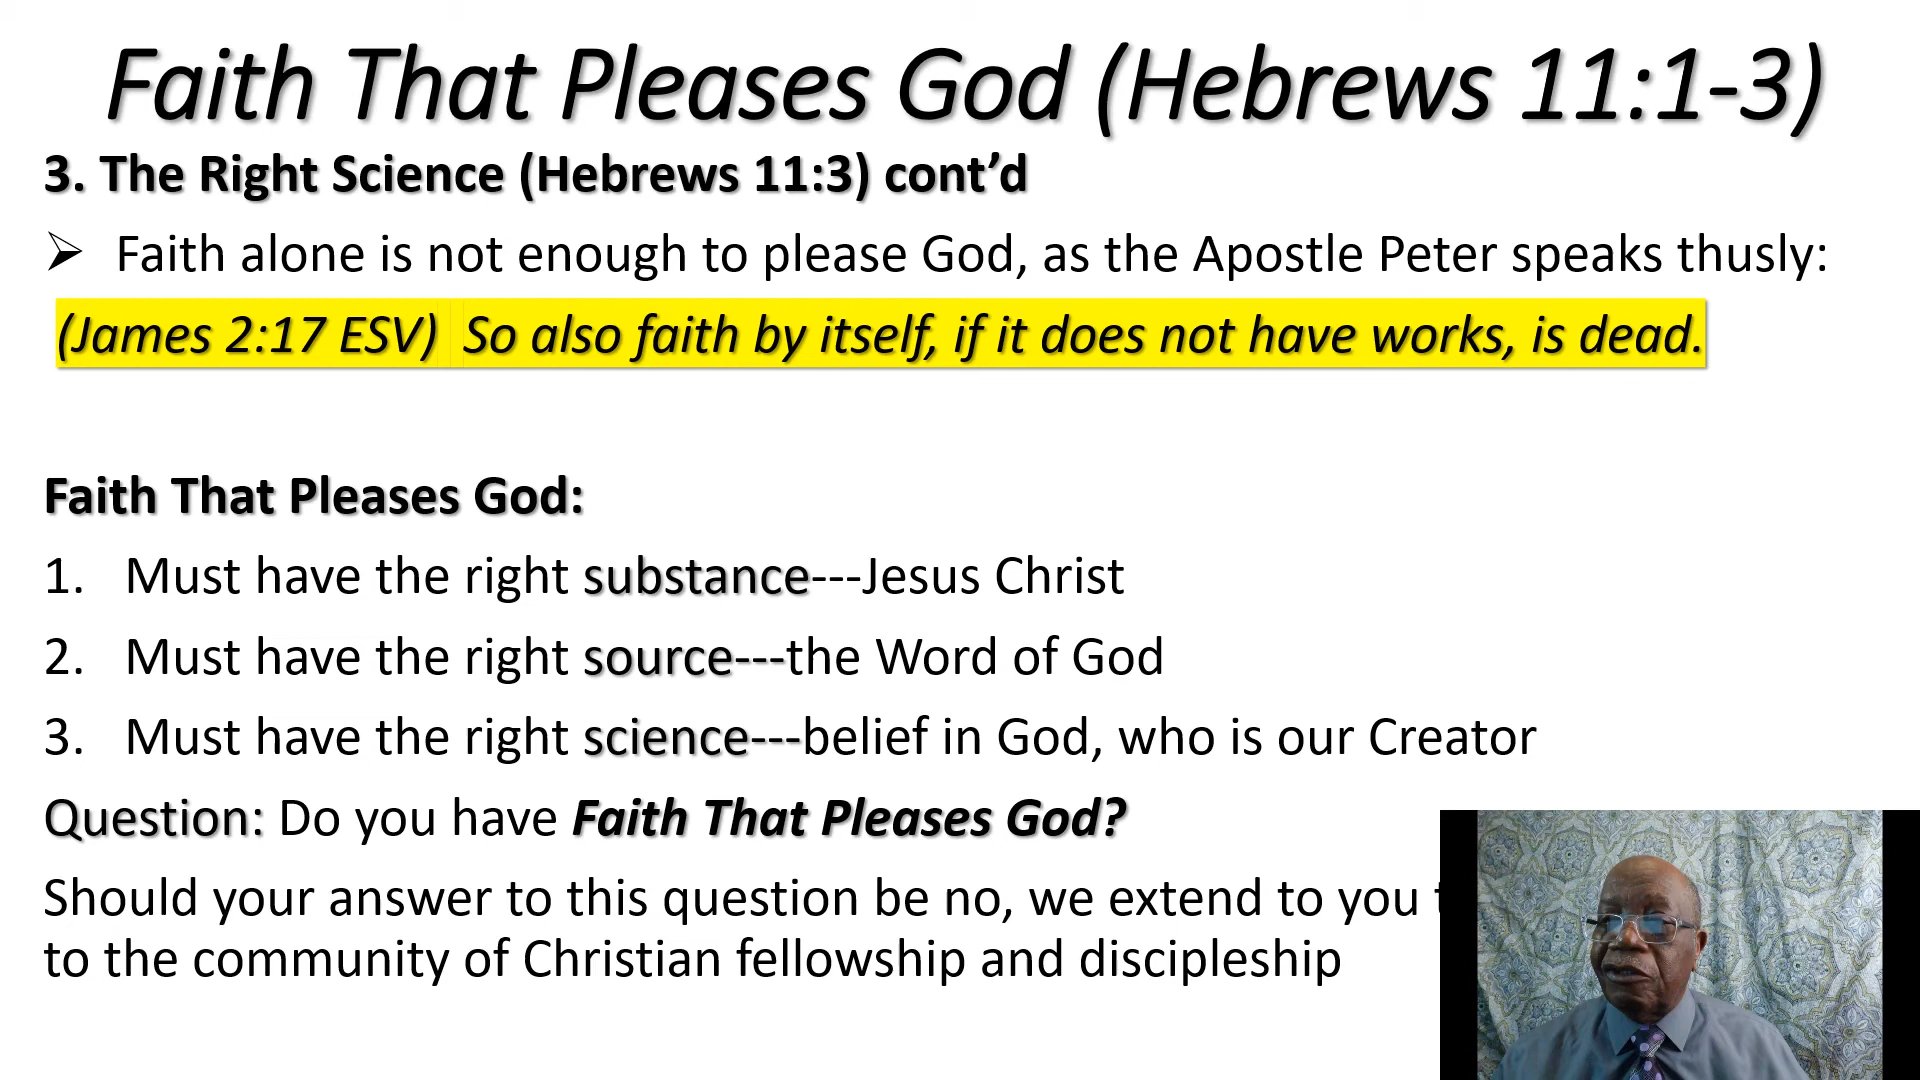 Faith That Pleases God (Hebrews 11:1-3)
3. The Right Science (Hebrews 11:3) cont’d
➢ Faith alone is not enough to please God, as the Apostle Peter speaks thusly:
(James 2:17 ESV) So also faith by itself, if it does not have works, is dead.
Faith That Pleases God:
1. Must have the right substance---Jesus Christ
2. Must have the right source---the Word of God
3. Must have the right science---belief in God, who is our Creator
Question: Do you have Faith That Pleases God?
Should your answer to this question be no, we extend to you
to the community of Christian fellowship and discipleship